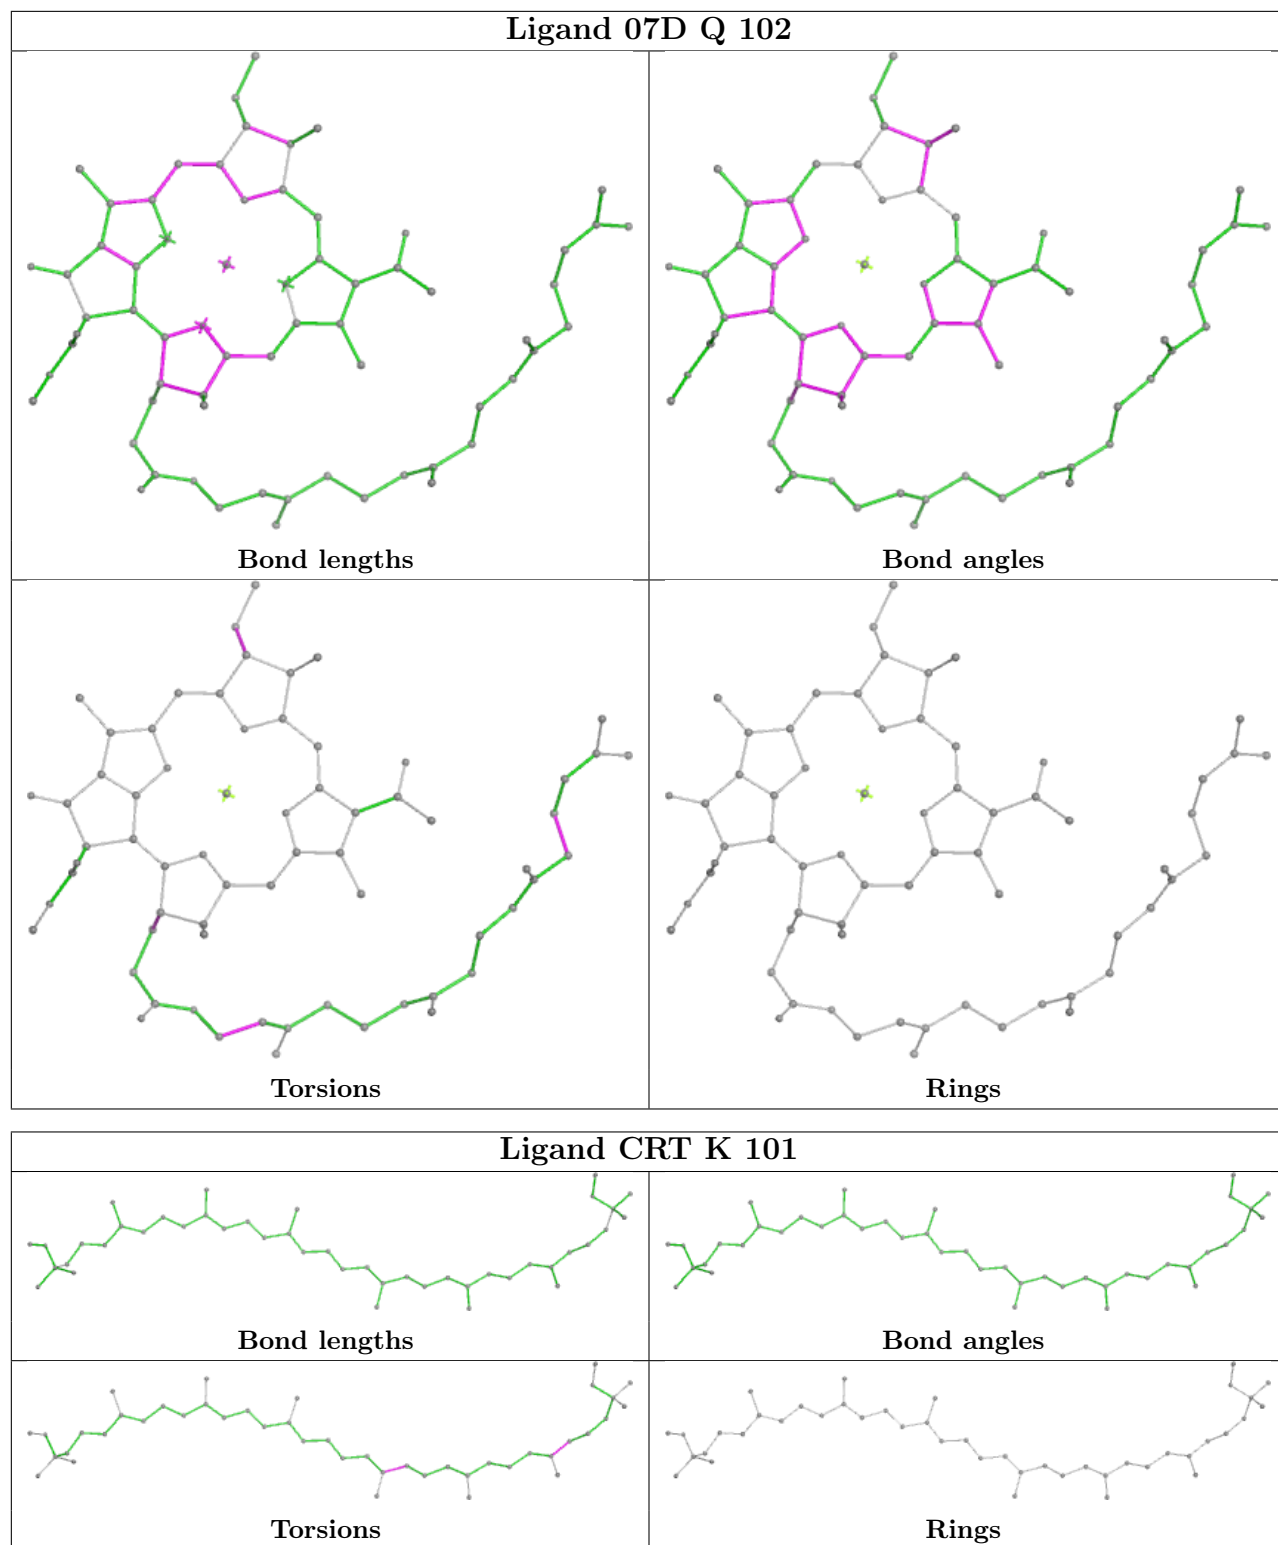 Ligand 07D Q 102
Bond lengths
Bond angles
Torsions
Rings
Ligand CRT K 101
Bond lengths
Bond angles
Torsions
Rings